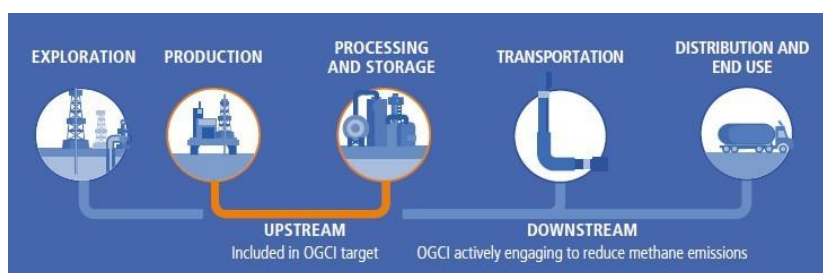 EXPLORATION
PRODUCTION
PROCESSING
AND STORAGE
TRANSPORTATION
DISTRIBUTION AND
END USE
UPSTREAM
Included in OGCI target
DOWNSTREAM
OGCI actively engaging to reduce methane emissions